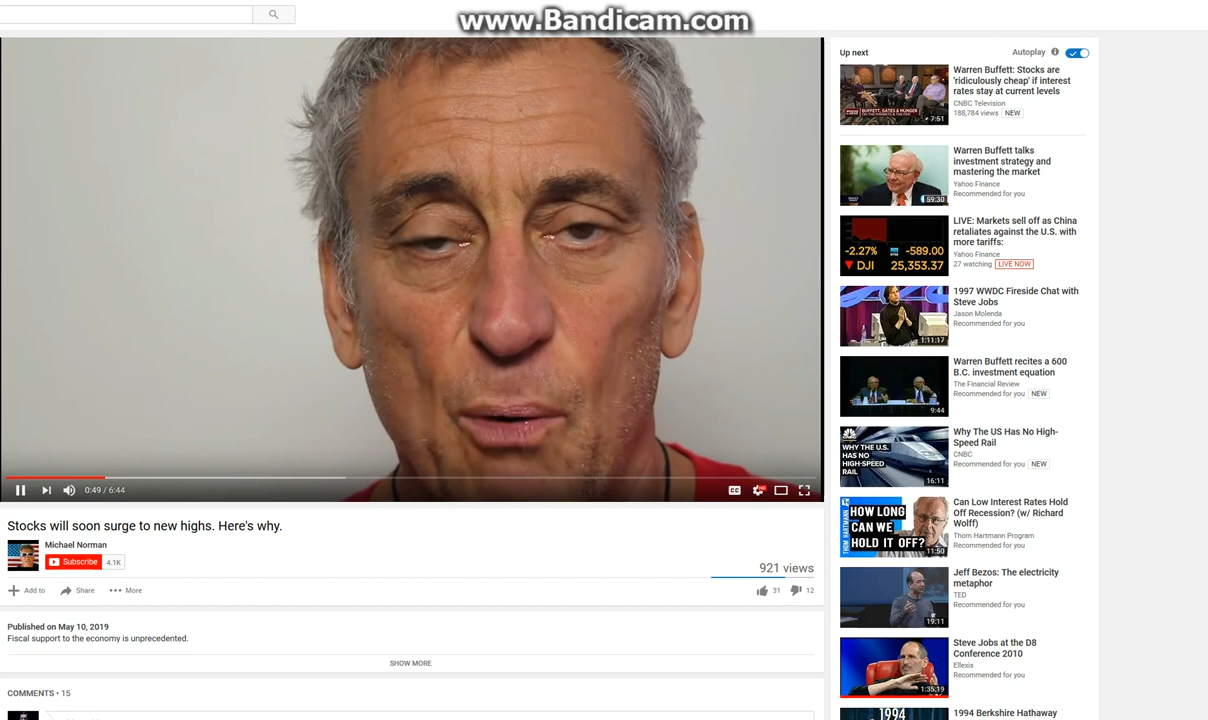 www.Bandicam.com
0:49 / 6:44
CC
HD
Stocks will soon surge to new highs. Here's why.
Michael Norman
Subscribe 4.1K
921 views
Add to
Share
More
31
12
Published on May 10, 2019
Fiscal support to the economy is unprecedented.
SHOW MORE
COMMENTS • 15
Up next
Autoplay
Warren Buffett: Stocks are
'ridiculously cheap' if interest
rates stay at current levels
CNBC Television
188,784 views NEW
BUFFETT, GATES & MUNGER
7:51
Warren Buffett talks
investment strategy and
mastering the market
Yahoo Finance
Recommended for you
59:30
LIVE: Markets sell off as China
retaliates against the U.S. with
more tariffs:
Yahoo Finance
27 watching LIVE NOW
-2.27% -589.00
DJI 25,353.37
1997 WWDC Fireside Chat with
Steve Jobs
Jason Molenda
Recommended for you
1:11:17
Warren Buffett recites a 600
B.C. investment equation
The Financial Review
Recommended for you NEW
9:44
Why The US Has No High-
Speed Rail
CNBC
Recommended for you NEW
CNBC
WHY THE U.S.
HAS NO
HIGH-SPEED
RAIL
16:11
Can Low Interest Rates Hold
Off Recession? (w/ Richard
Wolff)
Thom Hartmann Program
Recommended for you
THOM HARTMANN
HOW LONG
CAN WE
HOLD IT OFF?
11:50
Jeff Bezos: The electricity
metaphor
TED
Recommended for you
19:11
Steve Jobs at the D8
Conference 2010
Ellexis
Recommended for you
1:35:19
1994 Berkshire Hathaway
1994